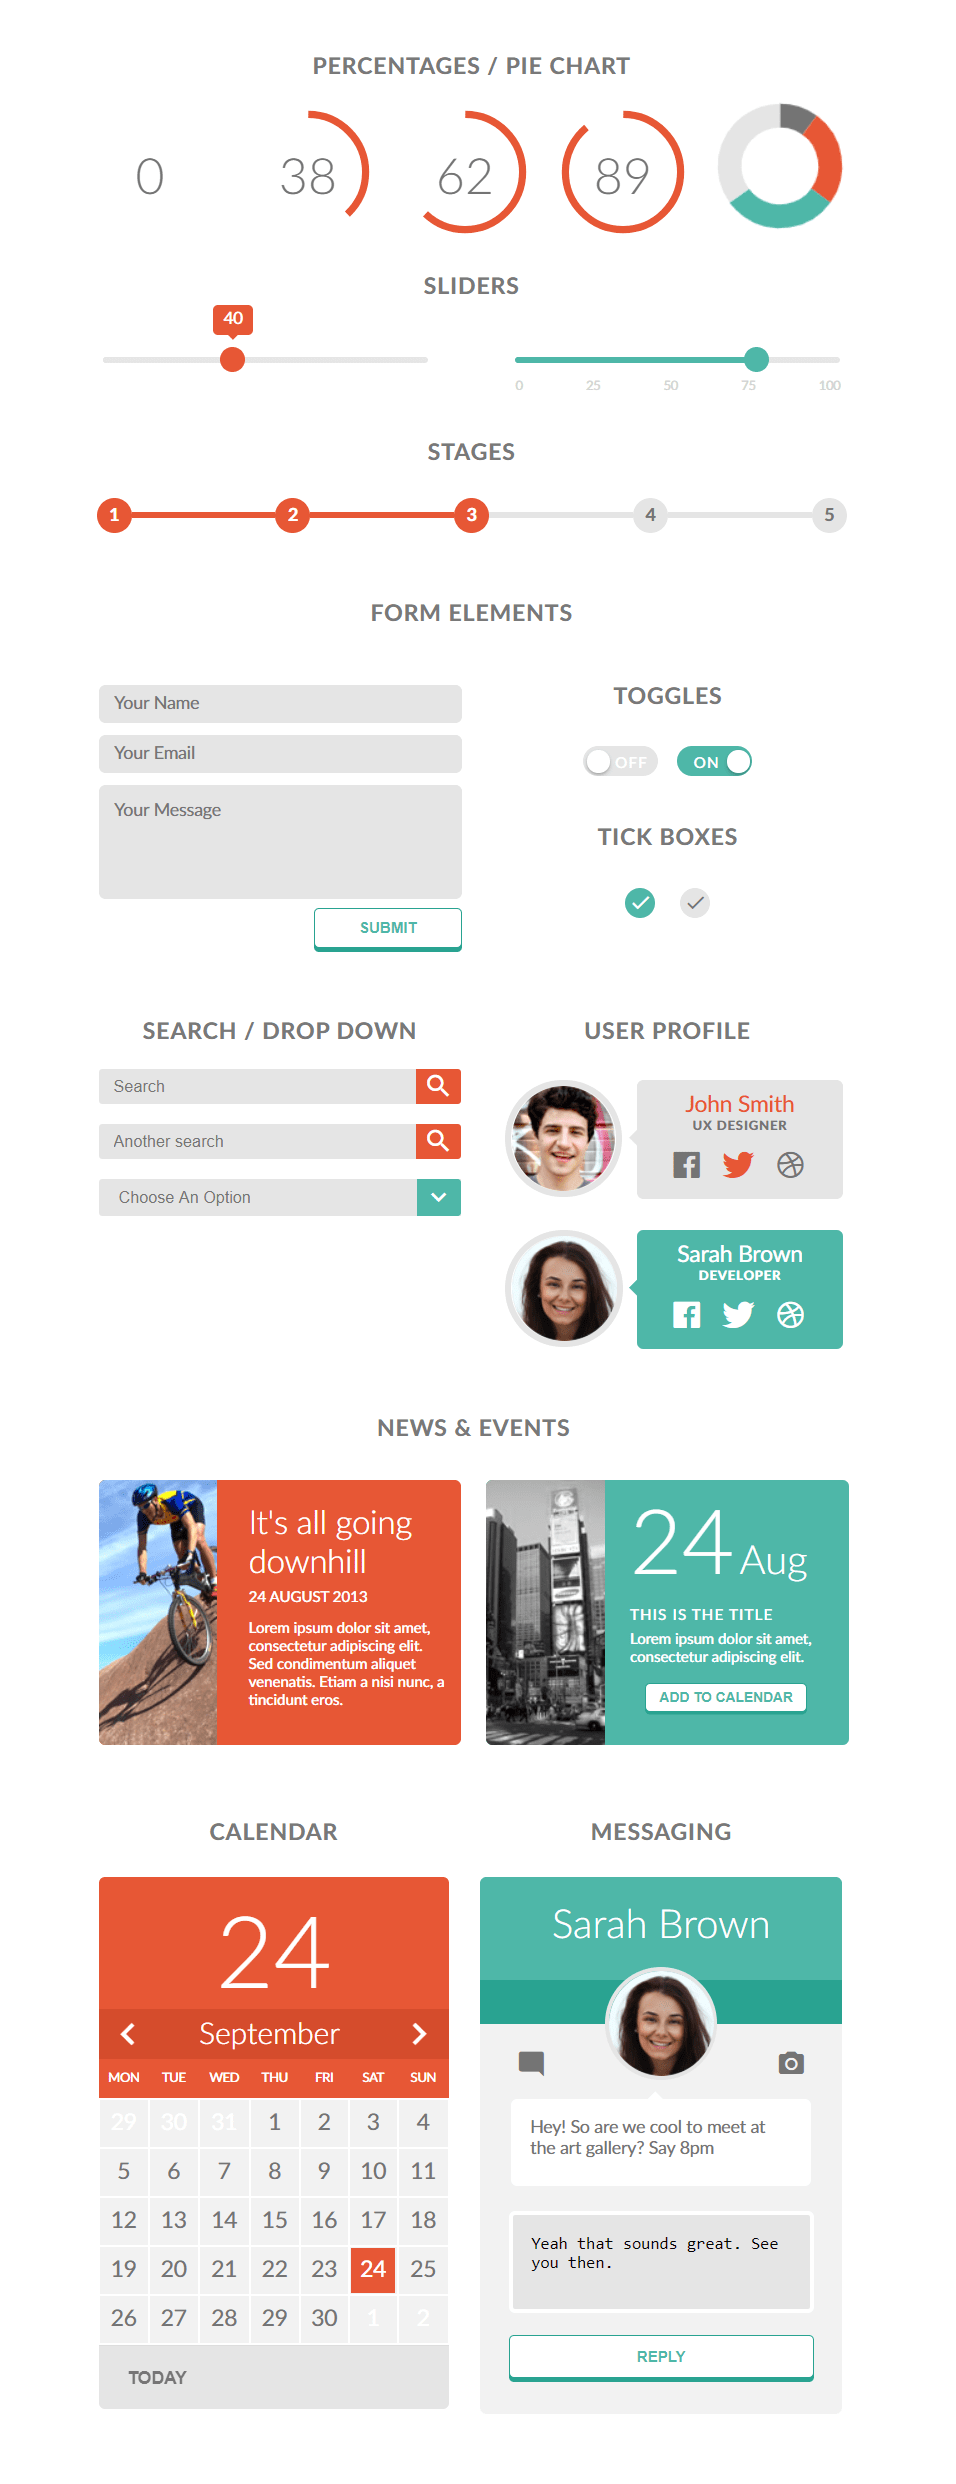 PERCENTAGES / PIE CHART
0 38 62 89
SLIDERS
40
0 25 50 75 100
STAGES
1 2 3 4 5
FORM ELEMENTS
Your Name
Your Email
Your Message
SUBMIT
TOGGLES
OFF ON
TICK BOXES
SEARCH / DROP DOWN
Search
Another search
Choose An Option
USER PROFILE
John Smith
UX DESIGNER
Sarah Brown
DEVELOPER
NEWS & EVENTS
It's all going
downhill
24 AUGUST 2013
Lorem ipsum dolor sit amet,
consectetur adipiscing elit.
Sed condimentum aliquet
venenatis. Etiam a nisi nunc, a
tincidunt eros.
24 Aug
THIS IS THE TITLE
Lorem ipsum dolor sit amet,
consectetur adipiscing elit.
ADD TO CALENDAR
CALENDAR
24
September
MON TUE WED THU FRI SAT SUN
29 30 31 1 2 3 4
5 6 7 8 9 10 11
12 13 14 15 16 17 18
19 20 21 22 23 24 25
26 27 28 29 30 1 2
TODAY
MESSAGING
Sarah Brown
Hey! So are we cool to meet at
the art gallery? Say 8pm
Yeah that sounds great. See
you then.
REPLY